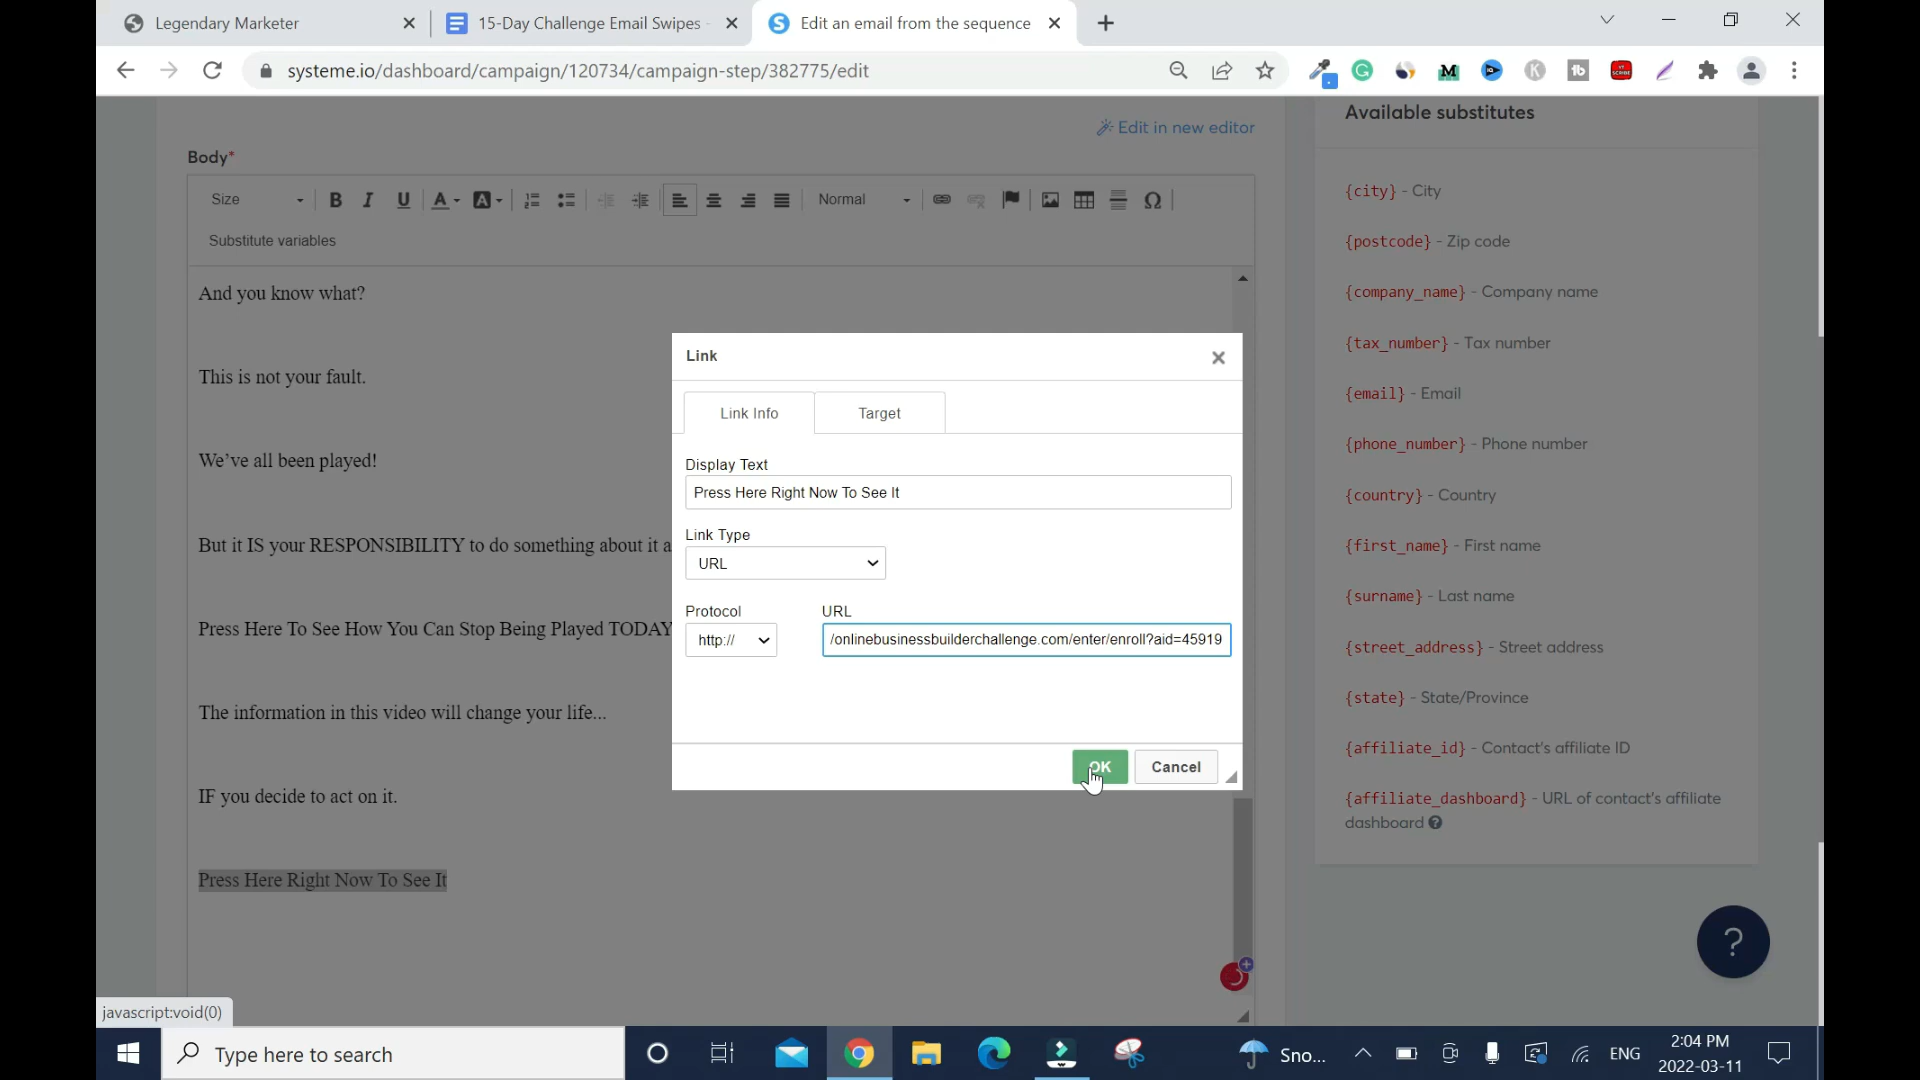 Legendary Marketer
15-Day Challenge Email Swipes -
Edit an email from the sequence
systeme.io/dashboard/campaign/120734/campaign-step/382775/edit
Edit in new editor
Body*
Size
Normal
Substitute variables
And you know what?
This is not your fault.
We've all been played!
But it IS your RESPONSIBILITY to do something about it a
Press Here To See How You Can Stop Being Played TODAY
The information in this video will change your life...
IF you decide to act on it.
Press Here Right Now To See It
Link
Link Info
Target
Display Text
Press Here Right Now To See It
Link Type
URL
Protocol
URL
http://
/onlinebusinessbuilderchallenge.com/enter/enroll?aid=45919
OK
Cancel
Available substitutes
{city} - City
{postcode} - Zip code
{company_name} - Company name
{tax_number} - Tax number
{email} - Email
{phone_number} - Phone number
{country} - Country
{first_name} - First name
{surname} - Last name
{street_address} - Street address
{state} - State/Province
{affiliate_id} - Contact's affiliate ID
{affiliate_dashboard} - URL of contact's affiliate
dashboard ?
?
javascript:void(0)
Type here to search
Sno...
ENG
2:04 PM
2022-03-11